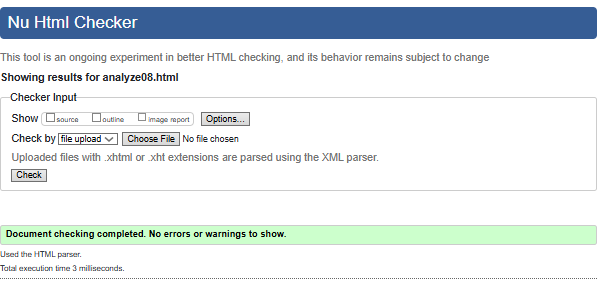 Nu Html Checker
This tool is an ongoing experiment in better HTML checking, and its behavior remains subject to change
Showing results for analyze08.html
Checker Input
Show source outline image report Options...
Check by file upload Choose File No file chosen
Uploaded files with .xhtml or .xht extensions are parsed using the XML parser.
Check
Document checking completed. No errors or warnings to show.
Used the HTML parser.
Total execution time 3 milliseconds.